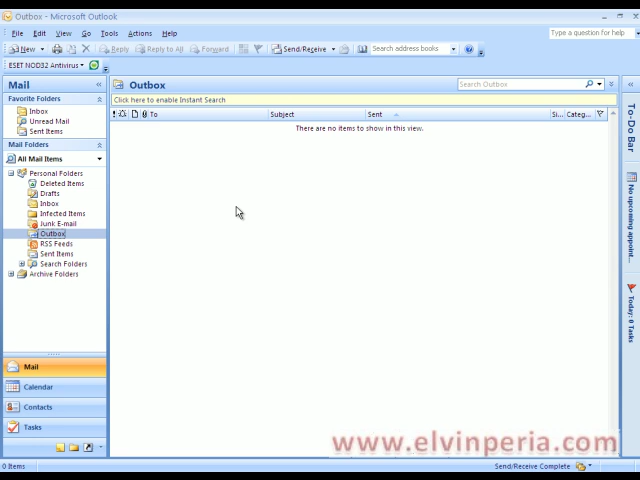 Outbox - Microsoft Outlook
File Edit View Go Tools Actions Help
Type a question for help
New Reply Reply to All Forward Send/Receive Search address books
ESET NOD32 Antivirus
Mail
Favorite Folders
Inbox
Unread Mail
Sent Items
Mail Folders
All Mail Items
Personal Folders
Deleted Items
Drafts
Inbox
Infected Items
Junk E-mail
Outbox
RSS Feeds
Sent Items
Search Folders
Archive Folders
Mail
Calendar
Contacts
Tasks
Outbox
Search Outbox
Click here to enable Instant Search
To Subject Sent Si... Categ...
There are no items to show in this view.
To-Do Bar
No upcoming appoint...
Today: 0 Tasks
www.elvinperia.com
0 Items
Send/Receive Complete